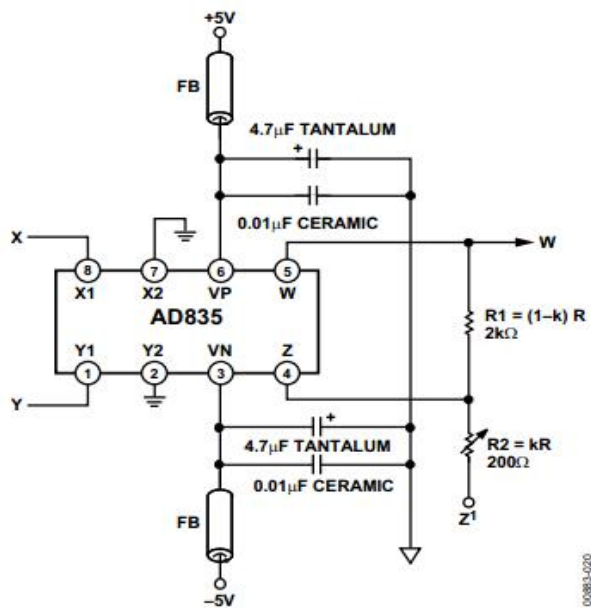 +5V
FB
4.7µF TANTALUM
+
0.01µF CERAMIC
X
W
8
7
6
5
X1
X2
VP
W
AD835
R1 = (1–k) R
2kΩ
Y1
Y2
VN
Z
1
2
3
4
Y
+
4.7µF TANTALUM
0.01µF CERAMIC
R2 = kR
200Ω
Z1
FB
–5V
00883-020